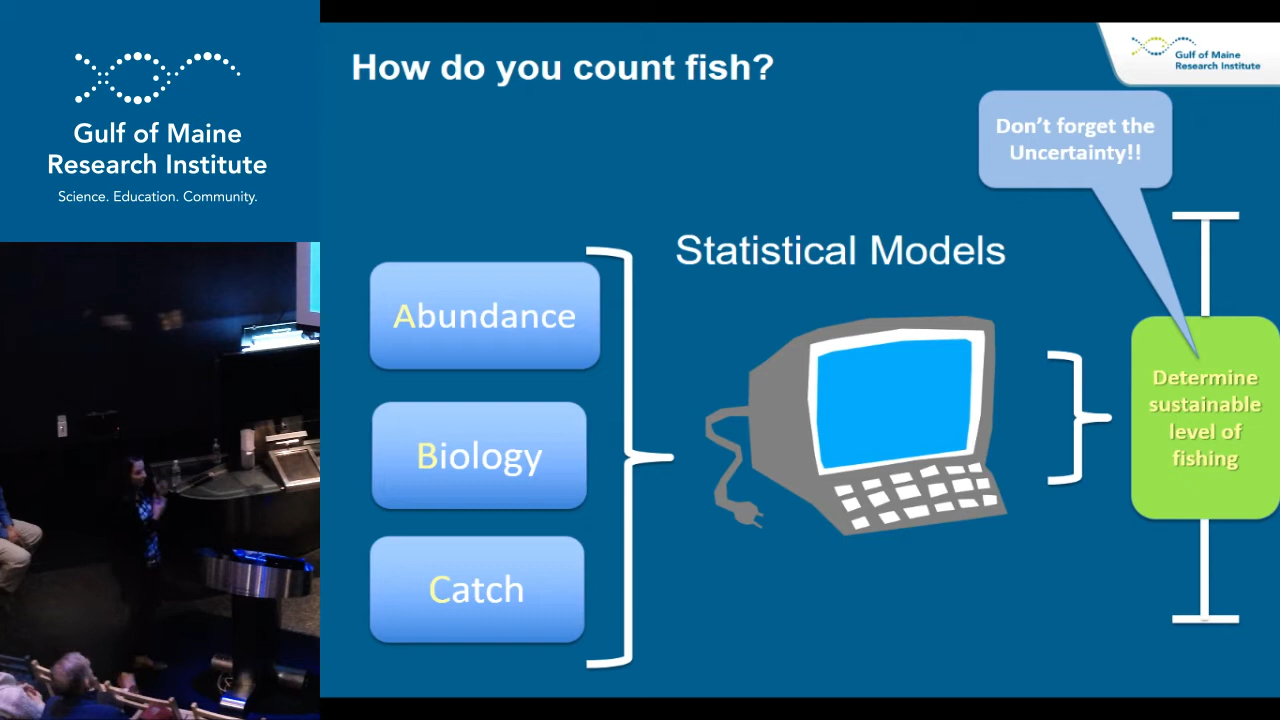 Gulf of Maine
Research Institute
Science. Education. Community.
How do you count fish?
Gulf of Maine
Research Institute
Don't forget the
Uncertainty!!
Statistical Models
Abundance
Biology
Catch
Determine
sustainable
level of
fishing